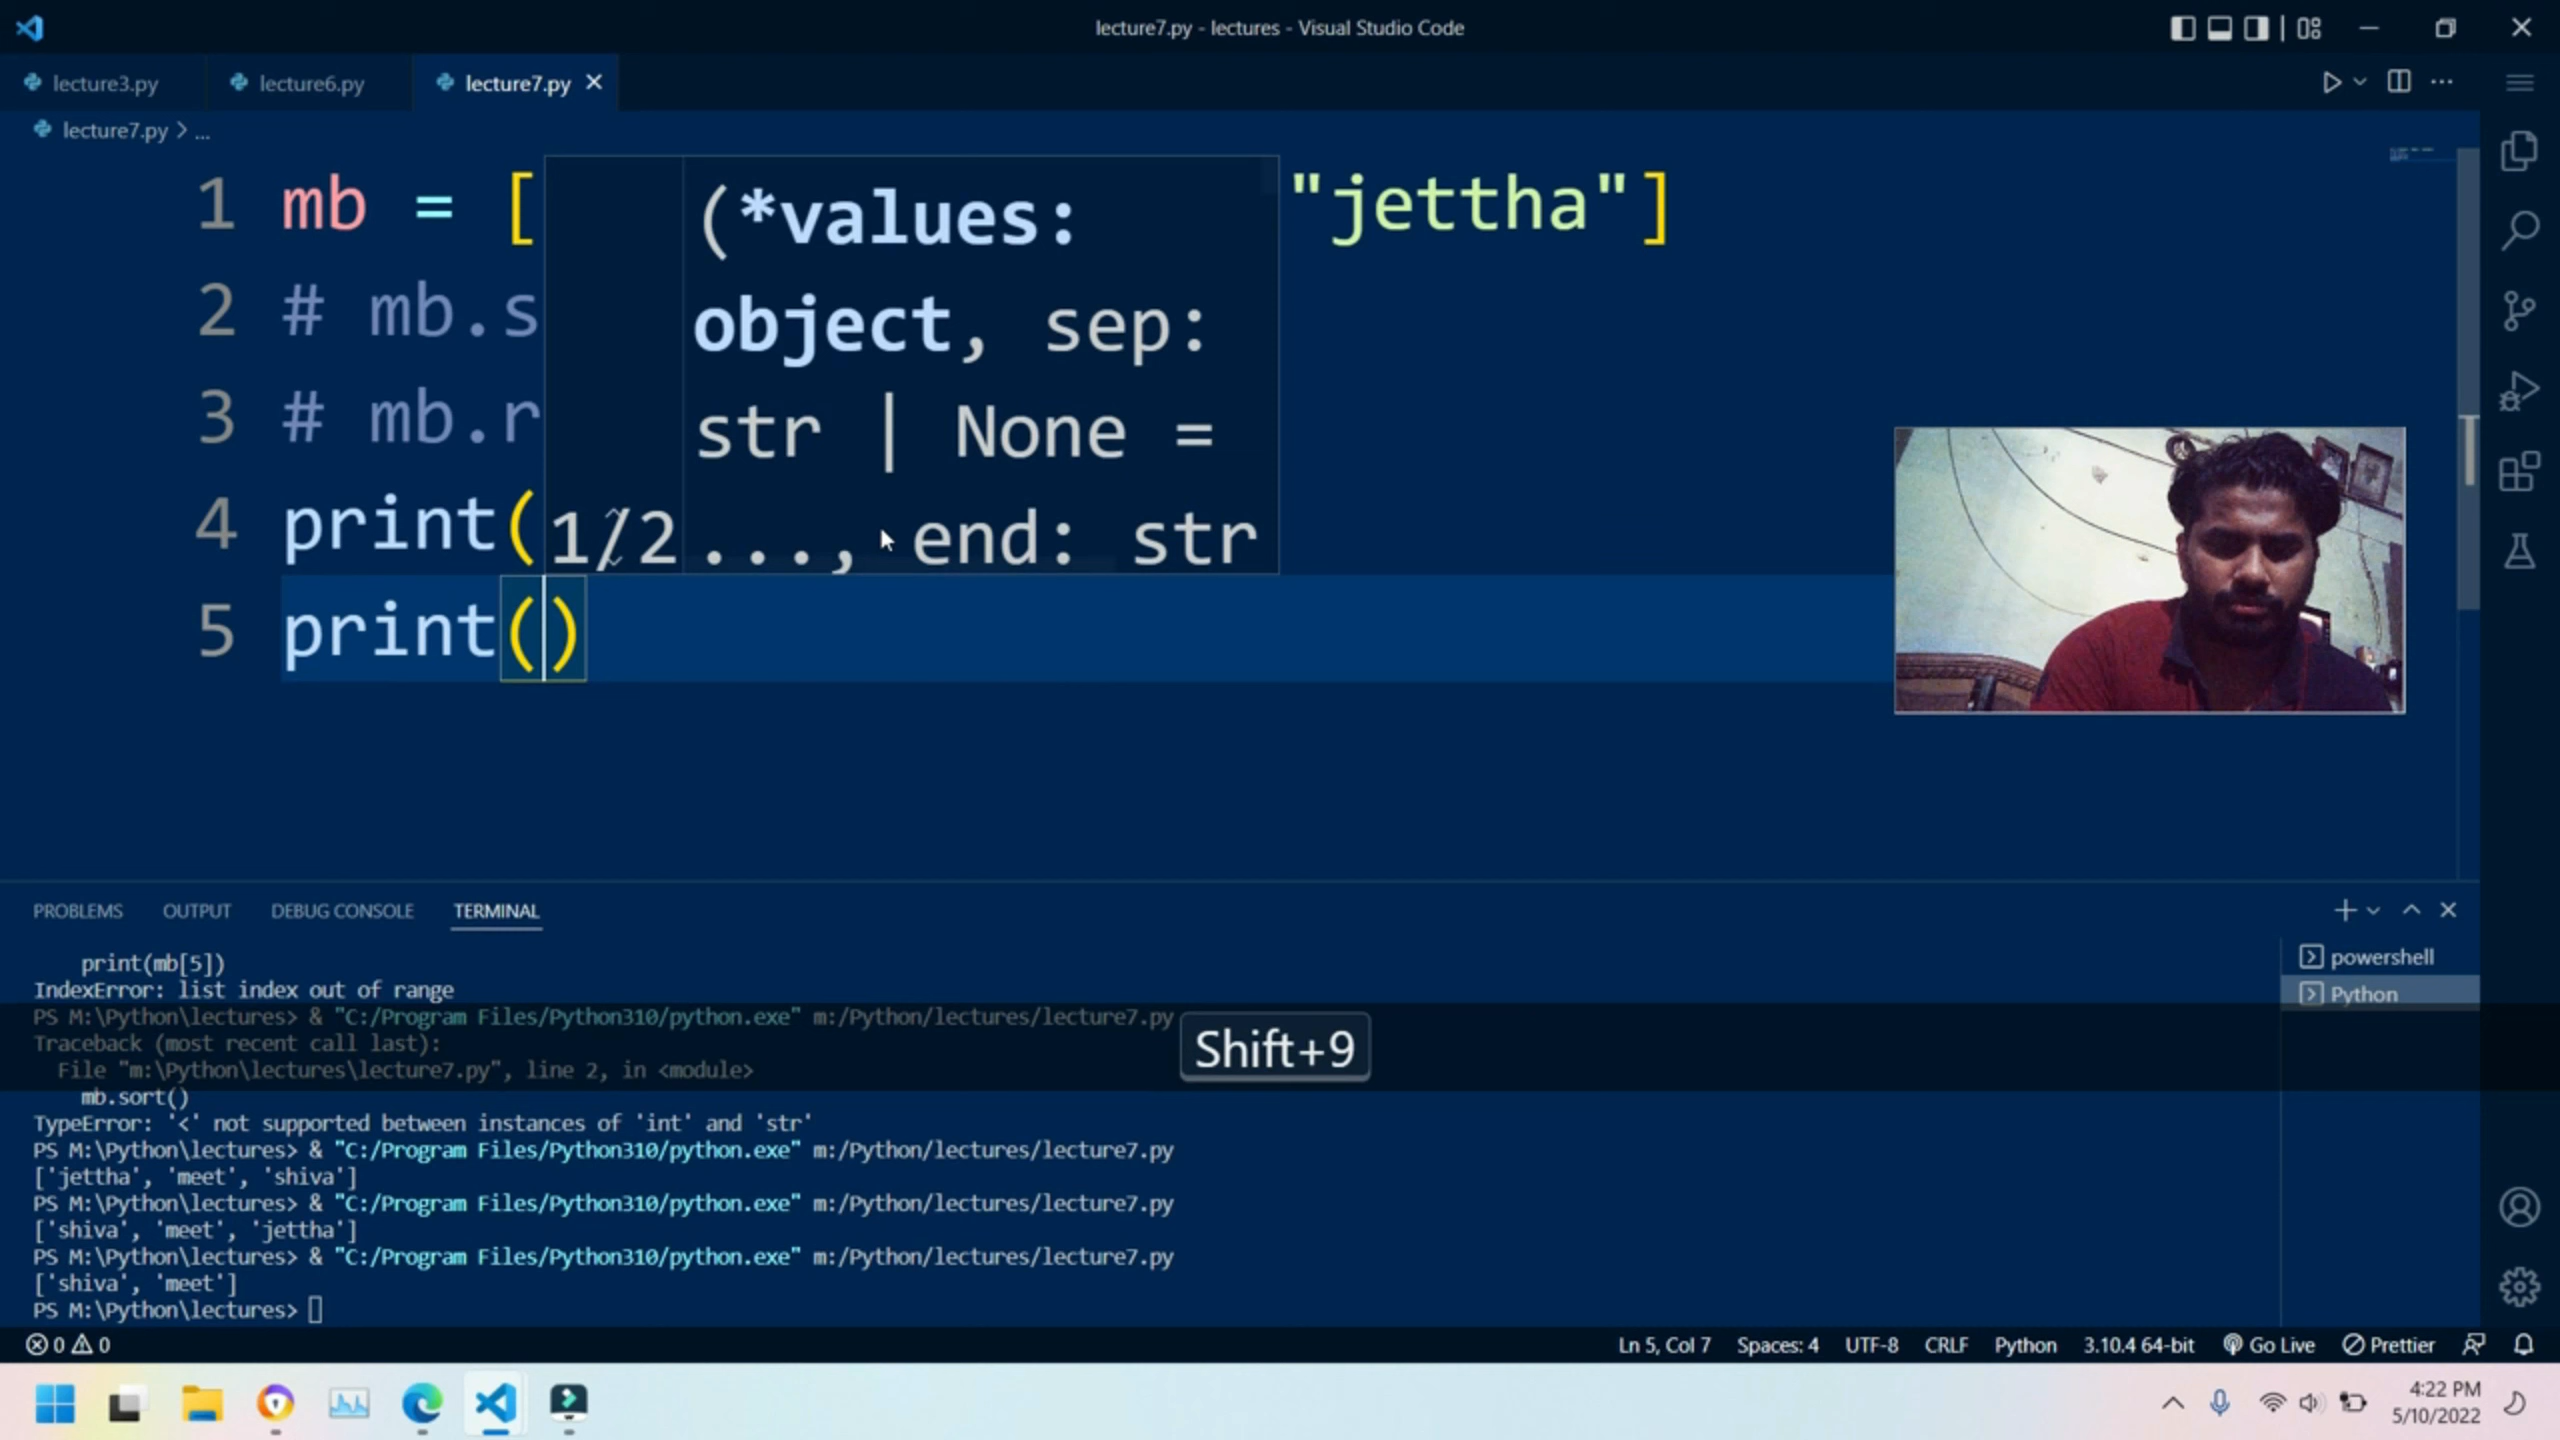 lecture7.py - lectures - Visual Studio Code
lecture3.py
lecture6.py
lecture7.py
lecture7.py > ...
1 mb = [ "jettha"]
2 # mb.s
3 # mb.r
4 print(
5 print()
(*values:
object, sep:
str | None =
..., end: str
1/2
PROBLEMS OUTPUT DEBUG CONSOLE TERMINAL
print(mb[5])
IndexError: list index out of range
PS M:\Python\lectures> & "C:/Program Files/Python310/python.exe" m:/Python/lectures/lecture7.py
Traceback (most recent call last):
File "m:\Python\lectures\lecture7.py", line 2, in <module>
mb.sort()
TypeError: '<' not supported between instances of 'int' and 'str'
PS M:\Python\lectures> & "C:/Program Files/Python310/python.exe" m:/Python/lectures/lecture7.py
['jettha', 'meet', 'shiva']
PS M:\Python\lectures> & "C:/Program Files/Python310/python.exe" m:/Python/lectures/lecture7.py
['shiva', 'meet', 'jettha']
PS M:\Python\lectures> & "C:/Program Files/Python310/python.exe" m:/Python/lectures/lecture7.py
['shiva', 'meet']
PS M:\Python\lectures>
powershell
Python
Shift+9
0 0
Ln 5, Col 7 Spaces: 4 UTF-8 CRLF Python 3.10.4 64-bit Go Live Prettier
4:22 PM
5/10/2022